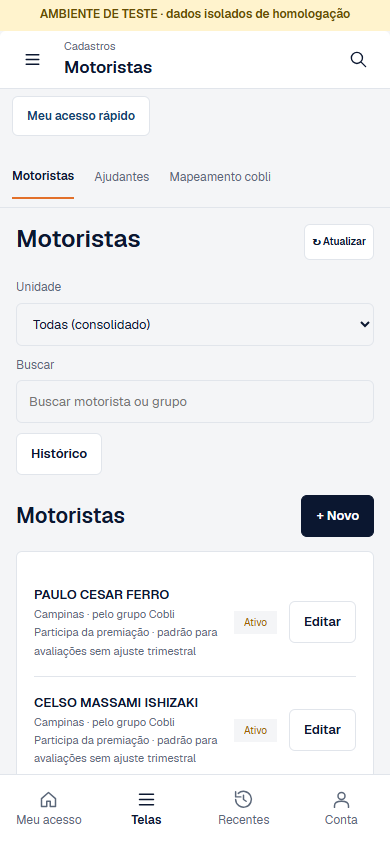 AMBIENTE DE TESTE · dados isolados de homologação
Cadastros
Motoristas
Meu acesso rápido
Motoristas
Ajudantes
Mapeamento cobli
Motoristas
↻ Atualizar
Unidade
Todas (consolidado)
Buscar
Buscar motorista ou grupo
Histórico
Motoristas
+ Novo
PAULO CESAR FERRO
Campinas · pelo grupo Cobli
Participa da premiação · padrão para
avaliações sem ajuste trimestral
Ativo
Editar
CELSO MASSAMI ISHIZAKI
Campinas · pelo grupo Cobli
Participa da premiação · padrão para
avaliações sem ajuste trimestral
Ativo
Editar
Meu acesso
Telas
Recentes
Conta